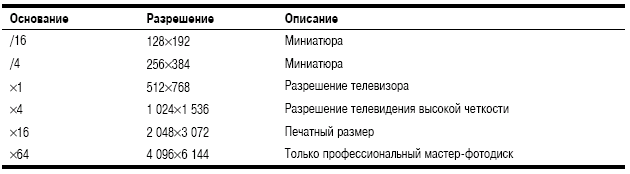 Основание Разрешение Описание
/16 128×192 Миниатюра
/4 256×384 Миниатюра
×1 512×768 Разрешение телевизора
×4 1 024×1 536 Разрешение телевидения высокой четкости
×16 2 048×3 072 Печатный размер
×64 4 096×6 144 Только профессиональный мастер-фотодиск